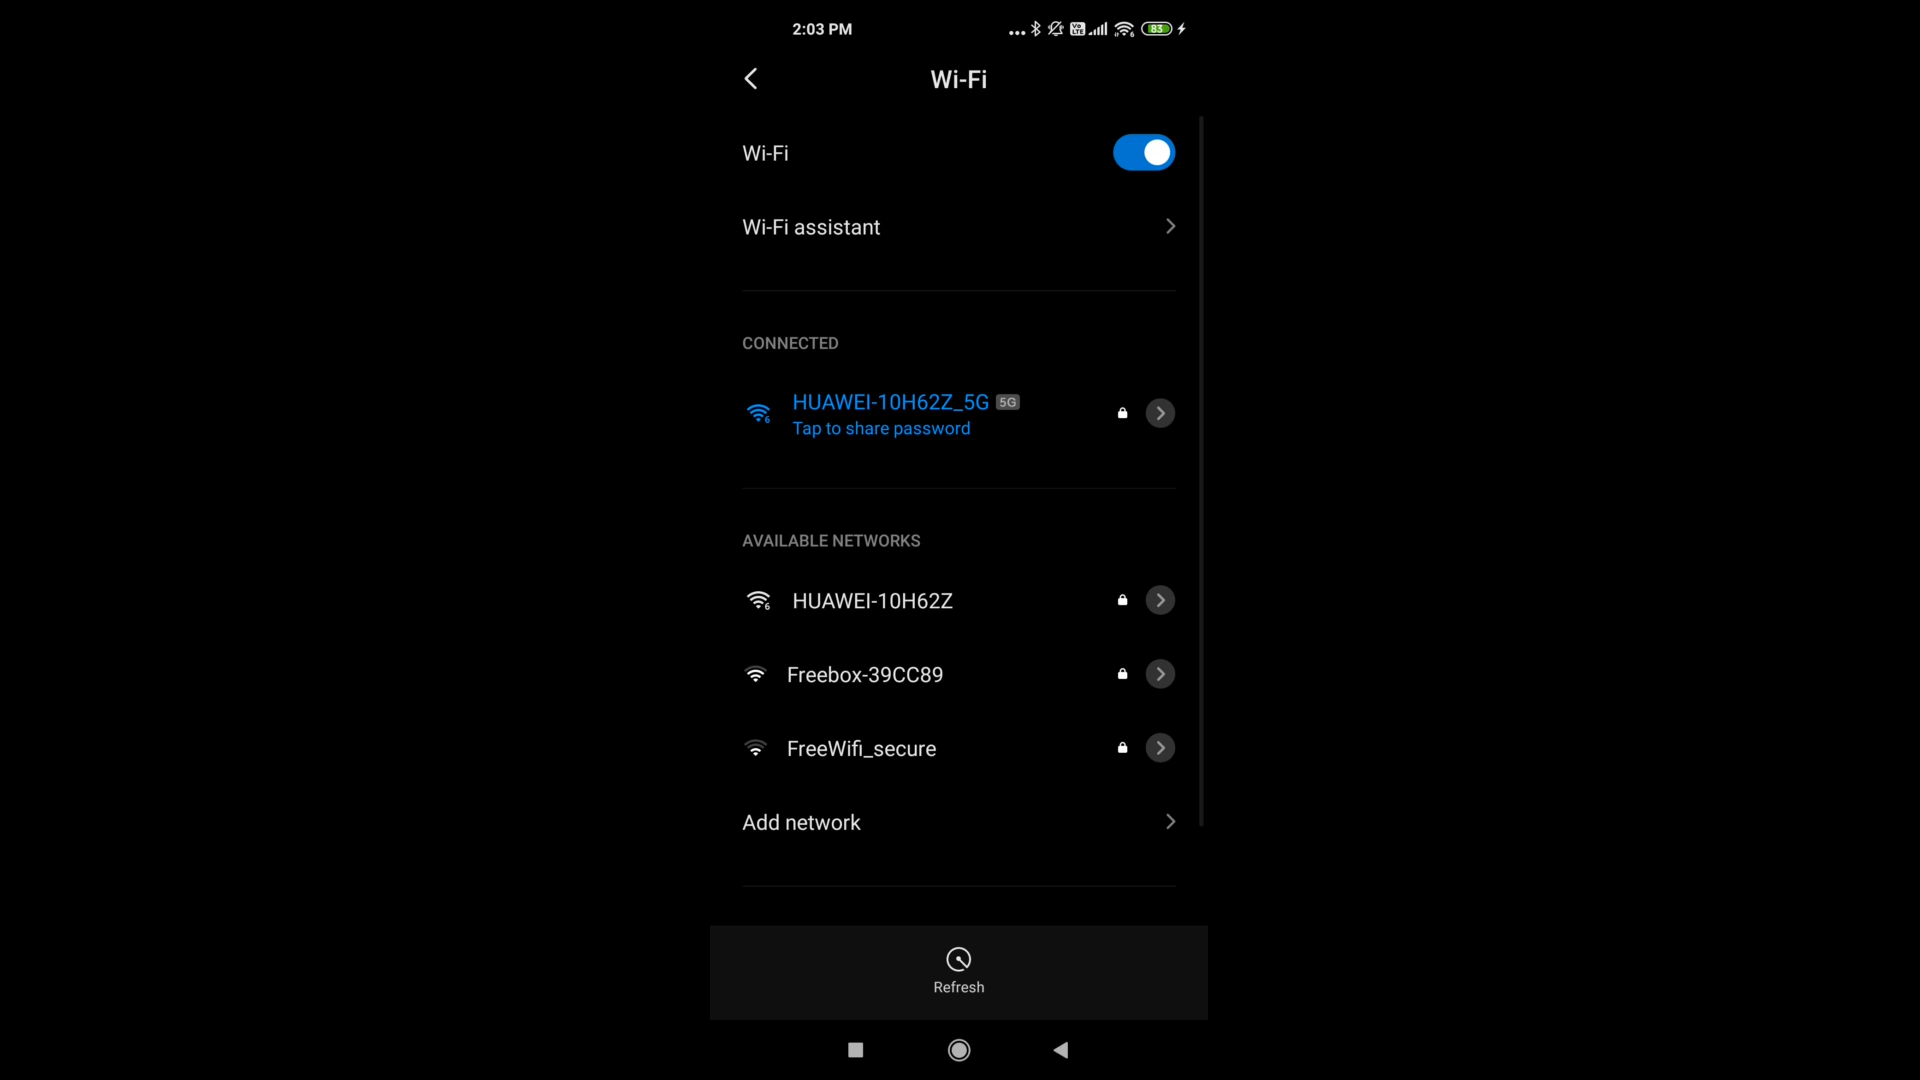 2:03 PM
83
Wi-Fi
Wi-Fi
Wi-Fi assistant
CONNECTED
HUAWEI-10H62Z_5G 5G
Tap to share password
AVAILABLE NETWORKS
HUAWEI-10H62Z
Freebox-39CC89
FreeWifi_secure
Add network
Refresh